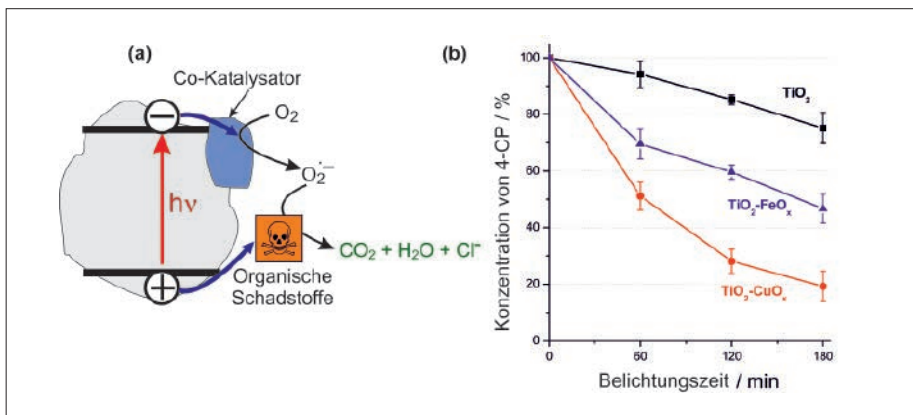 (a)
Co-Katalysator
O₂
−
O₂˙⁻
hν
+
Organische
Schadstoffe
CO₂ + H₂O + Cl⁻
(b)
Konzentration von 4-CP / %
100
80
60
40
20
0
TiO₂
TiO₂-FeOₓ
TiO₂-CuOₓ
0
60
120
180
Belichtungszeit / min